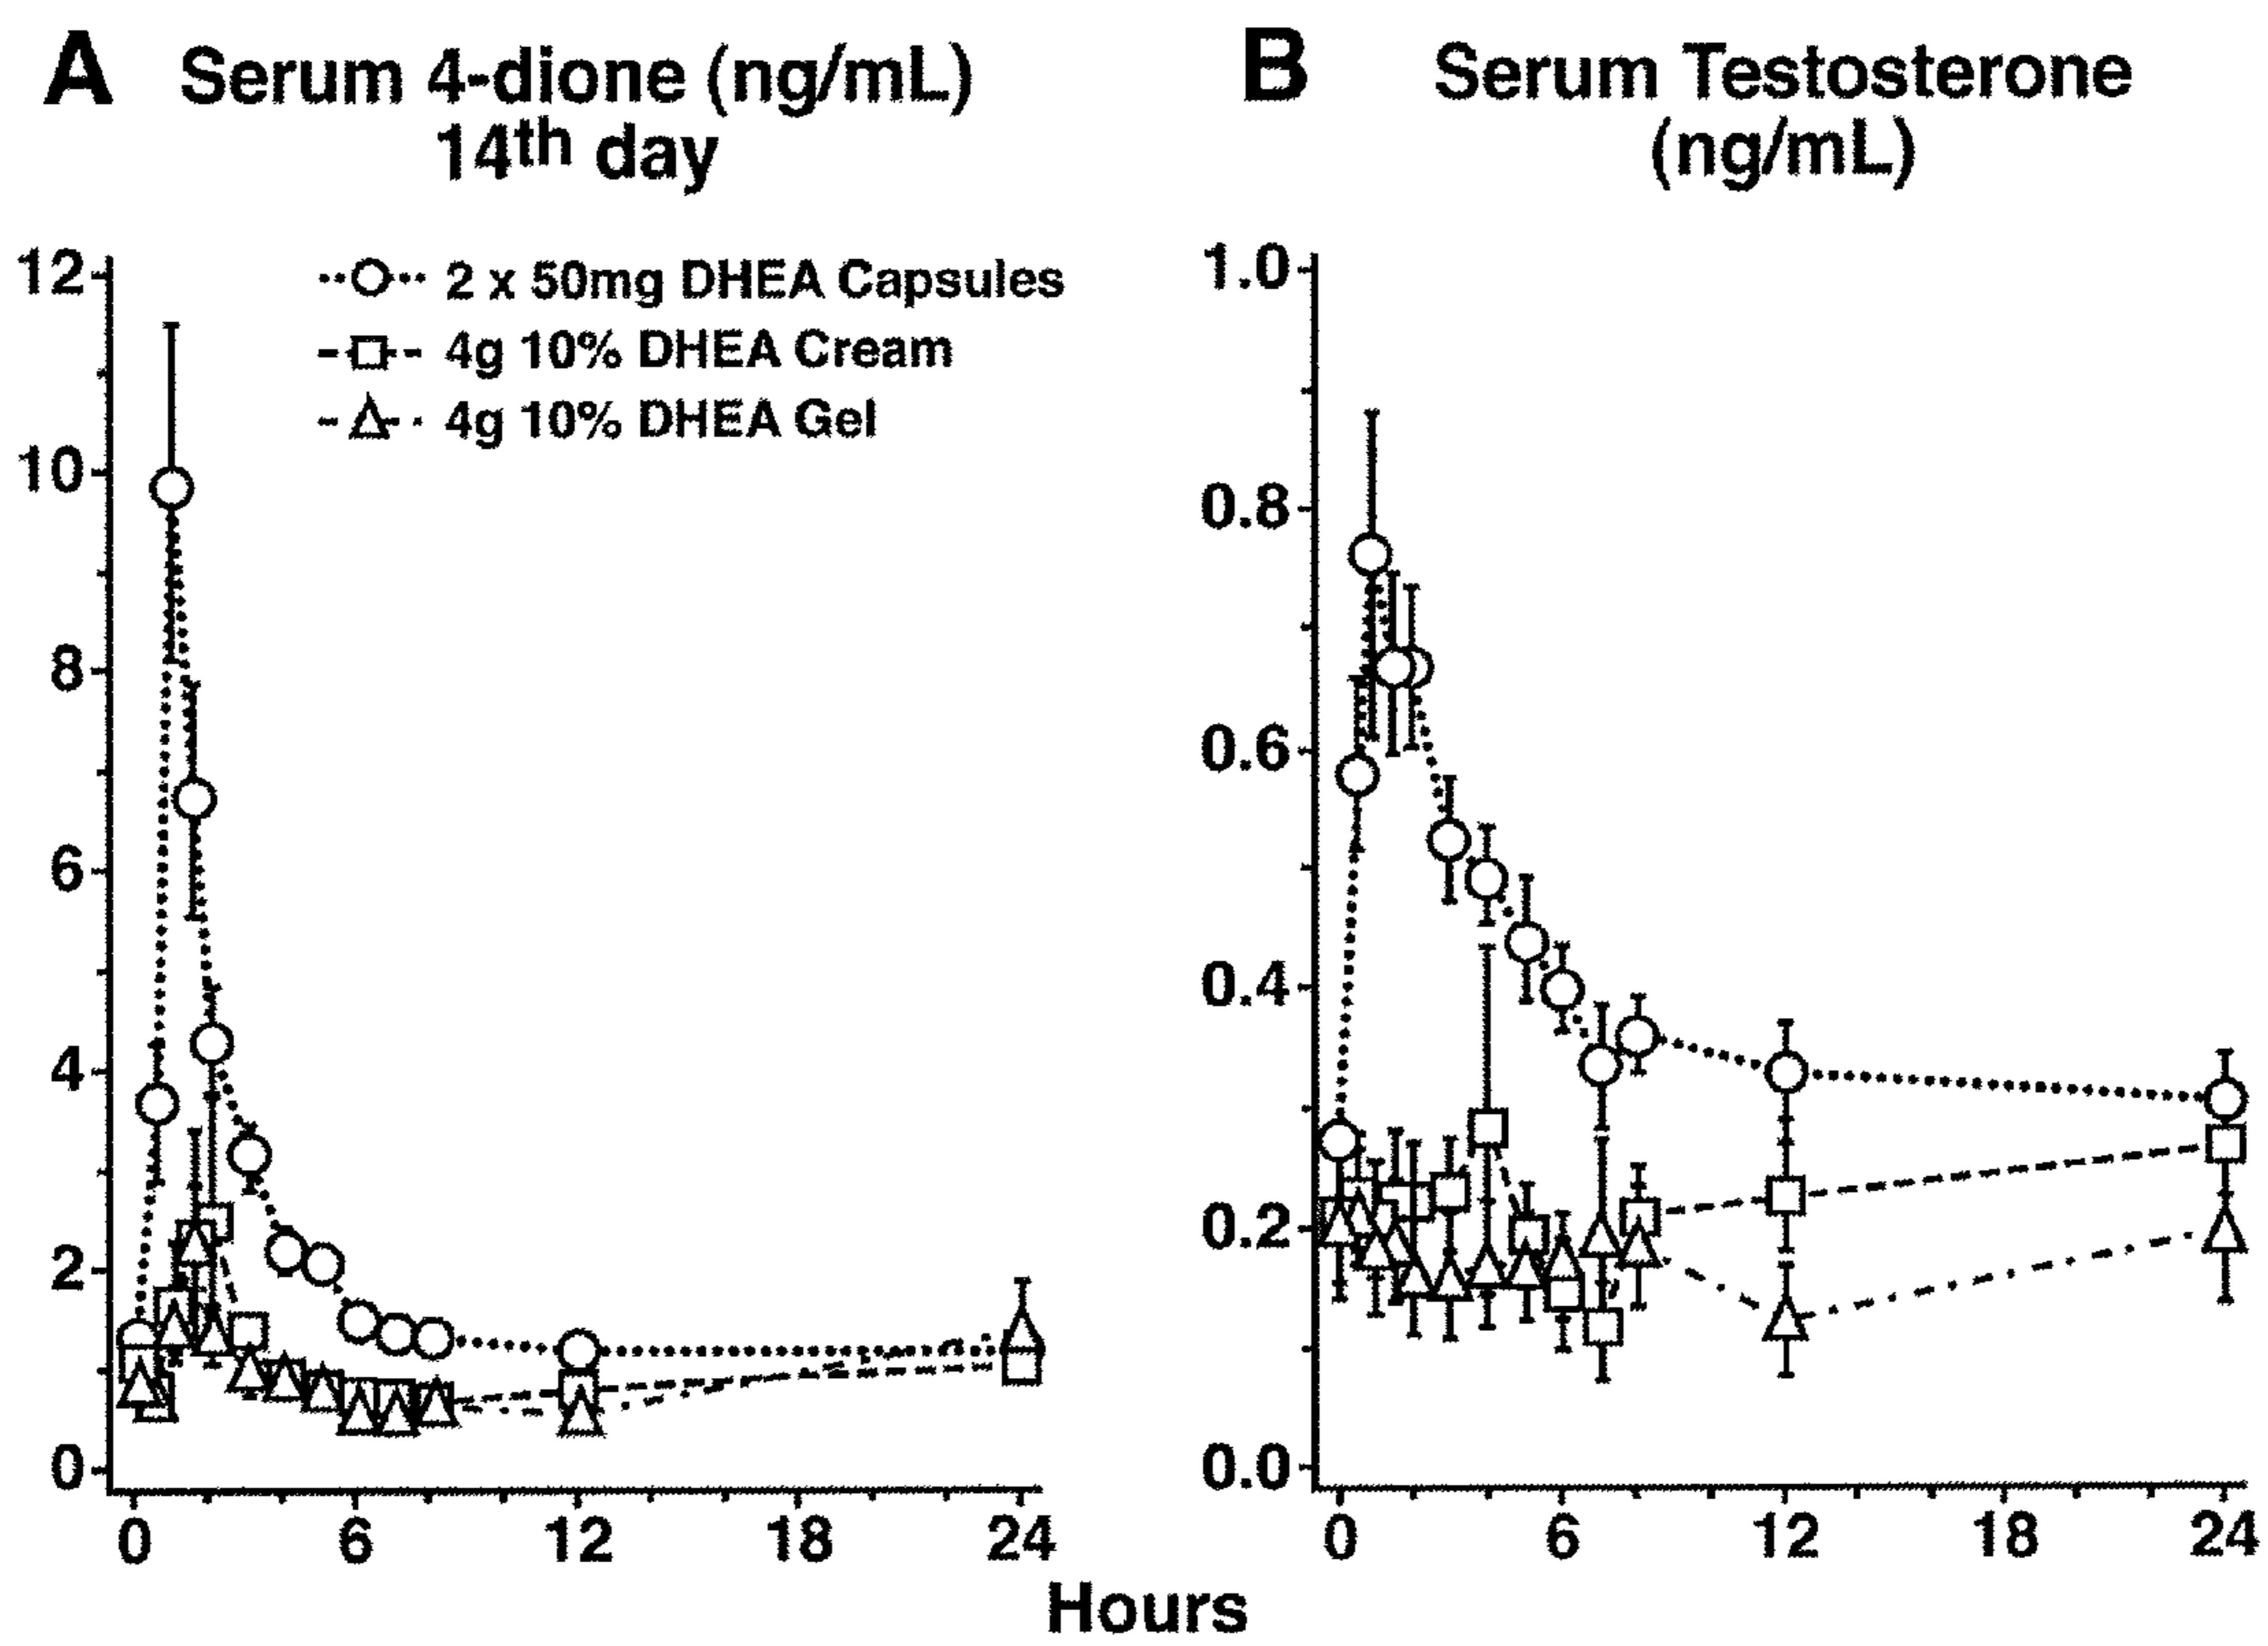 A Serum 4-dione (ng/mL)
14th day
12
10
8
6
4
2
0
2 x 50mg DHEA Capsules
4g 10% DHEA Cream
4g 10% DHEA Gel
0 6 12 18 24
B Serum Testosterone
(ng/mL)
1.0
0.8
0.6
0.4
0.2
0.0
0 6 12 18 24
Hours